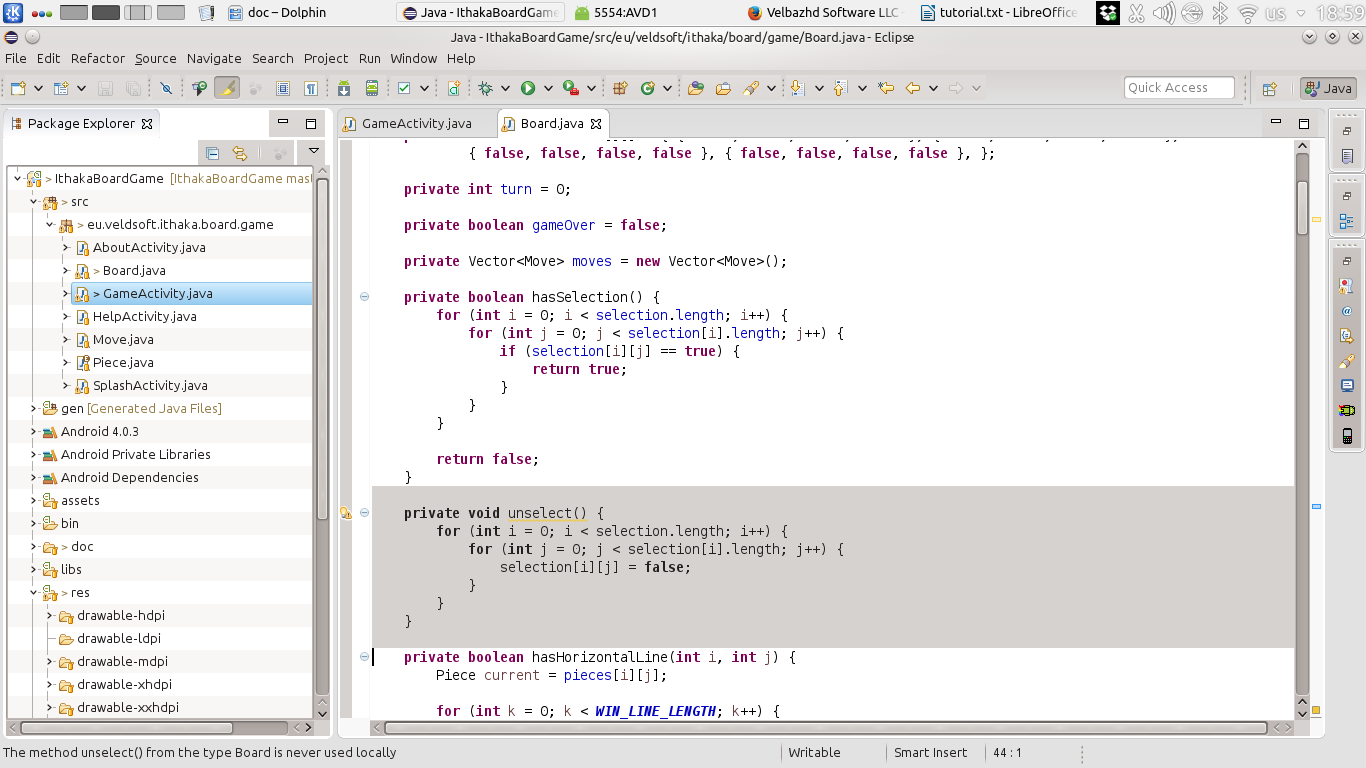 doc – Dolphin
Java - IthakaBoardGame
5554:AVD1
Velbazhd Software LLC
tutorial.txt - LibreOffice
us
18:59
Java - IthakaBoardGame/src/eu/veldsoft/ithaka/board/game/Board.java - Eclipse
File Edit Refactor Source Navigate Search Project Run Window Help
Quick Access
Java
Package Explorer
GameActivity.java
Board.java
> IthakaBoardGame [IthakaBoardGame mast
> src
> eu.veldsoft.ithaka.board.game
AboutActivity.java
> Board.java
> GameActivity.java
HelpActivity.java
Move.java
Piece.java
SplashActivity.java
gen [Generated Java Files]
Android 4.0.3
Android Private Libraries
Android Dependencies
assets
bin
> doc
libs
> res
drawable-hdpi
drawable-ldpi
drawable-mdpi
drawable-xhdpi
drawable-xxhdpi
{ false, false, false, false }, { false, false, false, false }, };
private int turn = 0;
private boolean gameOver = false;
private Vector<Move> moves = new Vector<Move>();
private boolean hasSelection() {
for (int i = 0; i < selection.length; i++) {
for (int j = 0; j < selection[i].length; j++) {
if (selection[i][j] == true) {
return true;
}
}
}
return false;
}
private void unselect() {
for (int i = 0; i < selection.length; i++) {
for (int j = 0; j < selection[i].length; j++) {
selection[i][j] = false;
}
}
}
private boolean hasHorizontalLine(int i, int j) {
Piece current = pieces[i][j];
for (int k = 0; k < WIN_LINE_LENGTH; k++) {
The method unselect() from the type Board is never used locally
Writable
Smart Insert
44 : 1